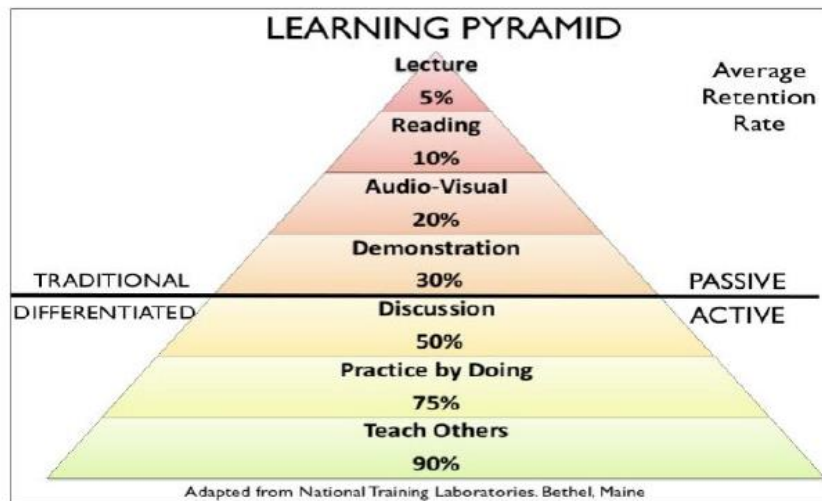 LEARNING PYRAMID
Lecture
5%
Average
Retention
Rate
Reading
10%
Audio-Visual
20%
Demonstration
30%
TRADITIONAL
PASSIVE
DIFFERENTIATED
ACTIVE
Discussion
50%
Practice by Doing
75%
Teach Others
90%
Adapted from National Training Laboratories. Bethel, Maine